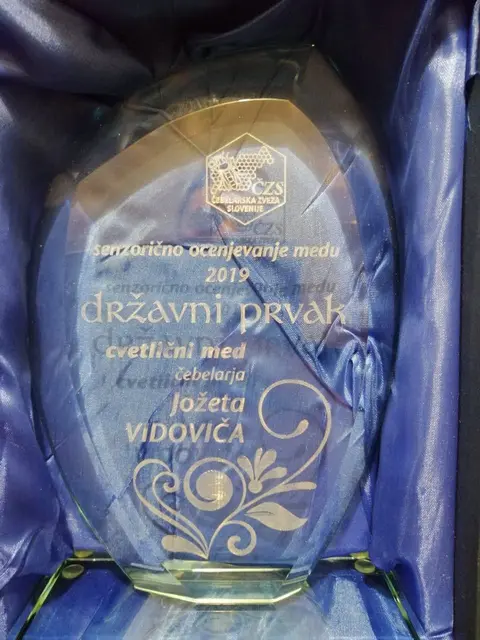 ČZS
ČEBELARSKA ZVEZA
SLOVENIJE
senzorično ocenjevanje medu
2019
državni prvak
cvetlični med
čebelarja
Jožeta
VIDOVIČA